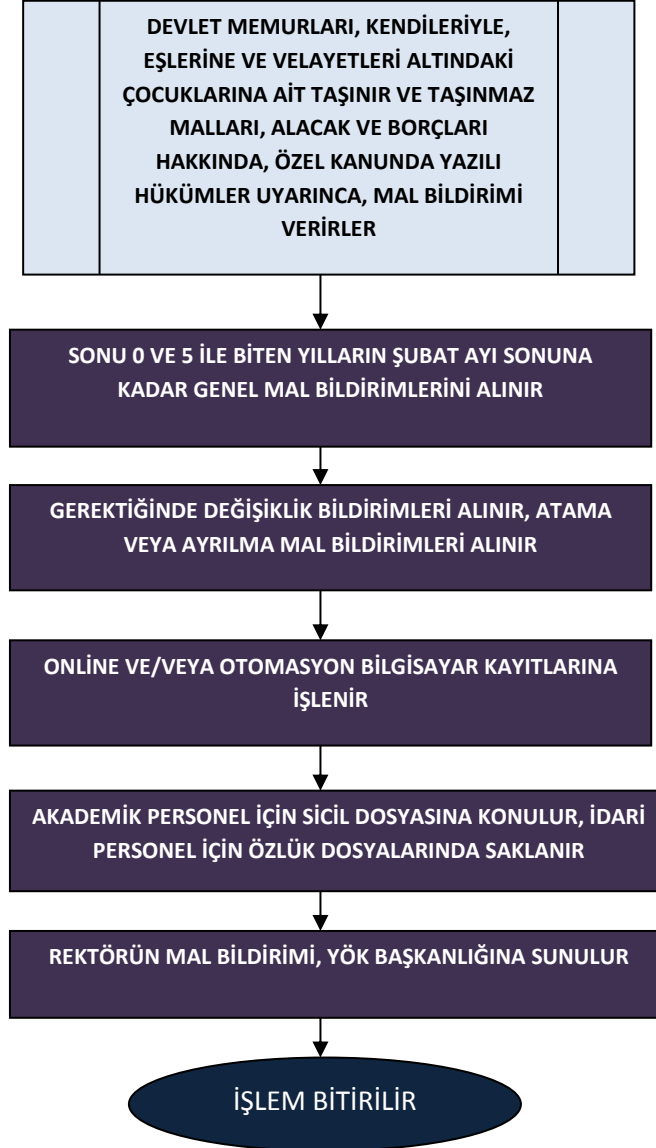 DEVLET MEMURLARI, KENDİLERİYLE,
EŞLERİNE VE VELAYETLERİ ALTINDAKİ
ÇOCUKLARINA AİT TAŞINIR VE TAŞINMAZ
MALLARI, ALACAK VE BORÇLARI
HAKKINDA, ÖZEL KANUNDA YAZILI
HÜKÜMLER UYARINCA, MAL BİLDİRİMİ
VERİRLER
SONU 0 VE 5 İLE BİTEN YILLARIN ŞUBAT AYI SONUNA
KADAR GENEL MAL BİLDİRİMLERİNİ ALINIR
GEREKTİĞİNDE DEĞİŞİKLİK BİLDİRİMLERİ ALINIR, ATAMA
VEYA AYRILMA MAL BİLDİRİMLERİ ALINIR
ONLİNE VE/VEYA OTOMASYON BİLGİSAYAR KAYITLARINA
İŞLENİR
AKADEMİK PERSONEL İÇİN SİCİL DOSYASINA KONULUR, İDARİ
PERSONEL İÇİN ÖZLÜK DOSYALARINDA SAKLANIR
REKTÖRÜN MAL BİLDİRİMİ, YÖK BAŞKANLIĞINA SUNULUR
İŞLEM BİTİRİLİR